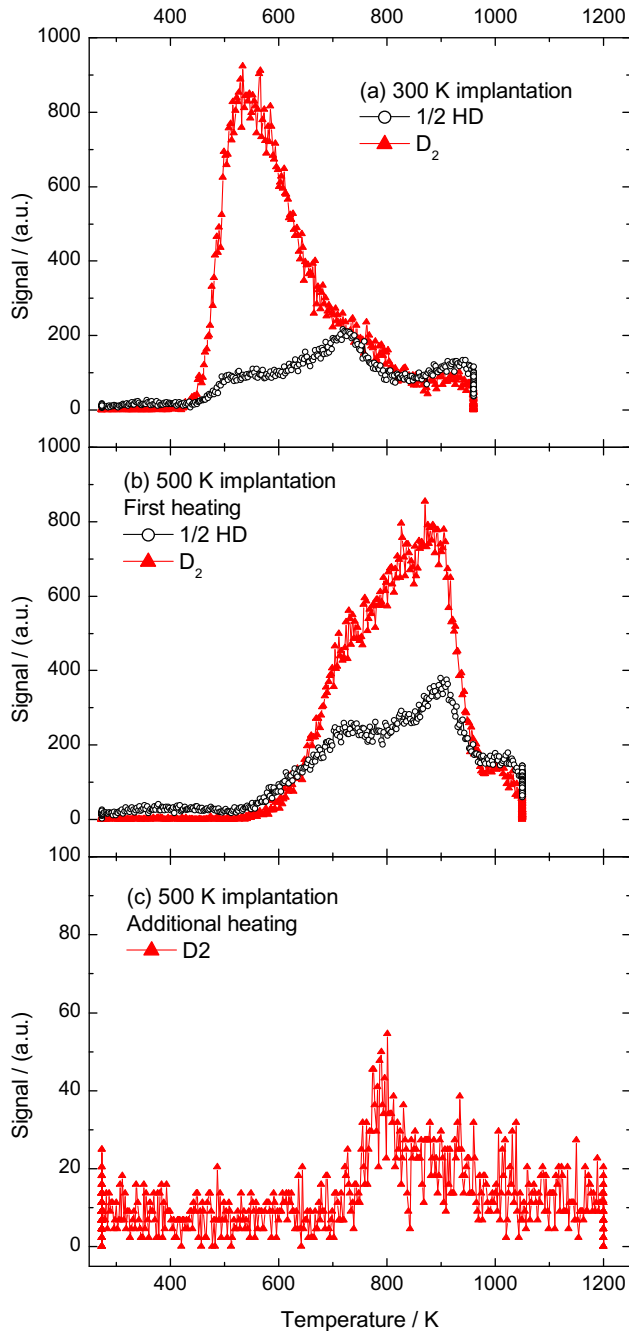 400 600 800 1000 1200
1000
800
600
400
200
0
Signal / (a.u.)
(a) 300 K implantation
1/2 HD
D₂
1000
800
600
400
200
0
Signal / (a.u.)
(b) 500 K implantation
First heating
1/2 HD
D₂
100
80
60
40
20
0
Signal / (a.u.)
(c) 500 K implantation
Additional heating
D2
400 600 800 1000 1200
Temperature / K